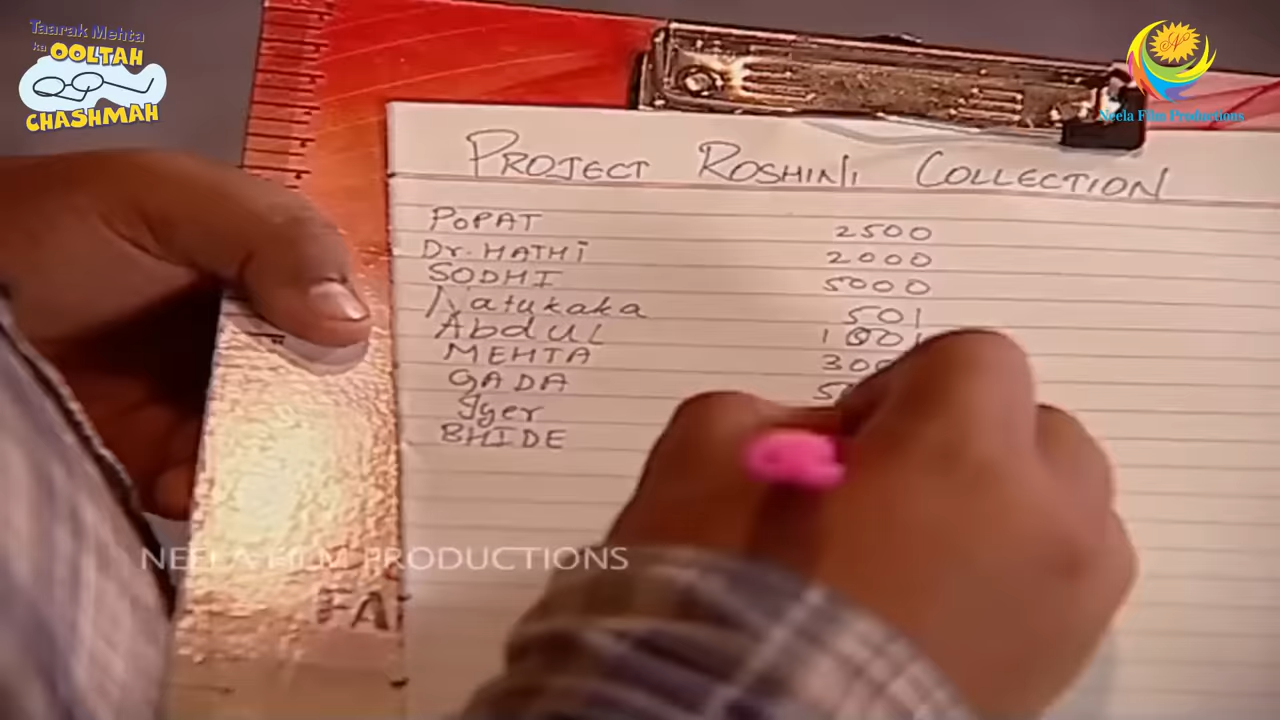 Taarak Mehta
ka OOLTAH
CHASHMAH
Neela Film Productions
PROJECT ROSHINI COLLECTION
POPAT 2500
Dr. HATHI 2000
SODHI 5000
Natukaka 501
Abdul 1001
MEHTA
GADA
Iyer
BHIDE
NEELA FILM PRODUCTIONS